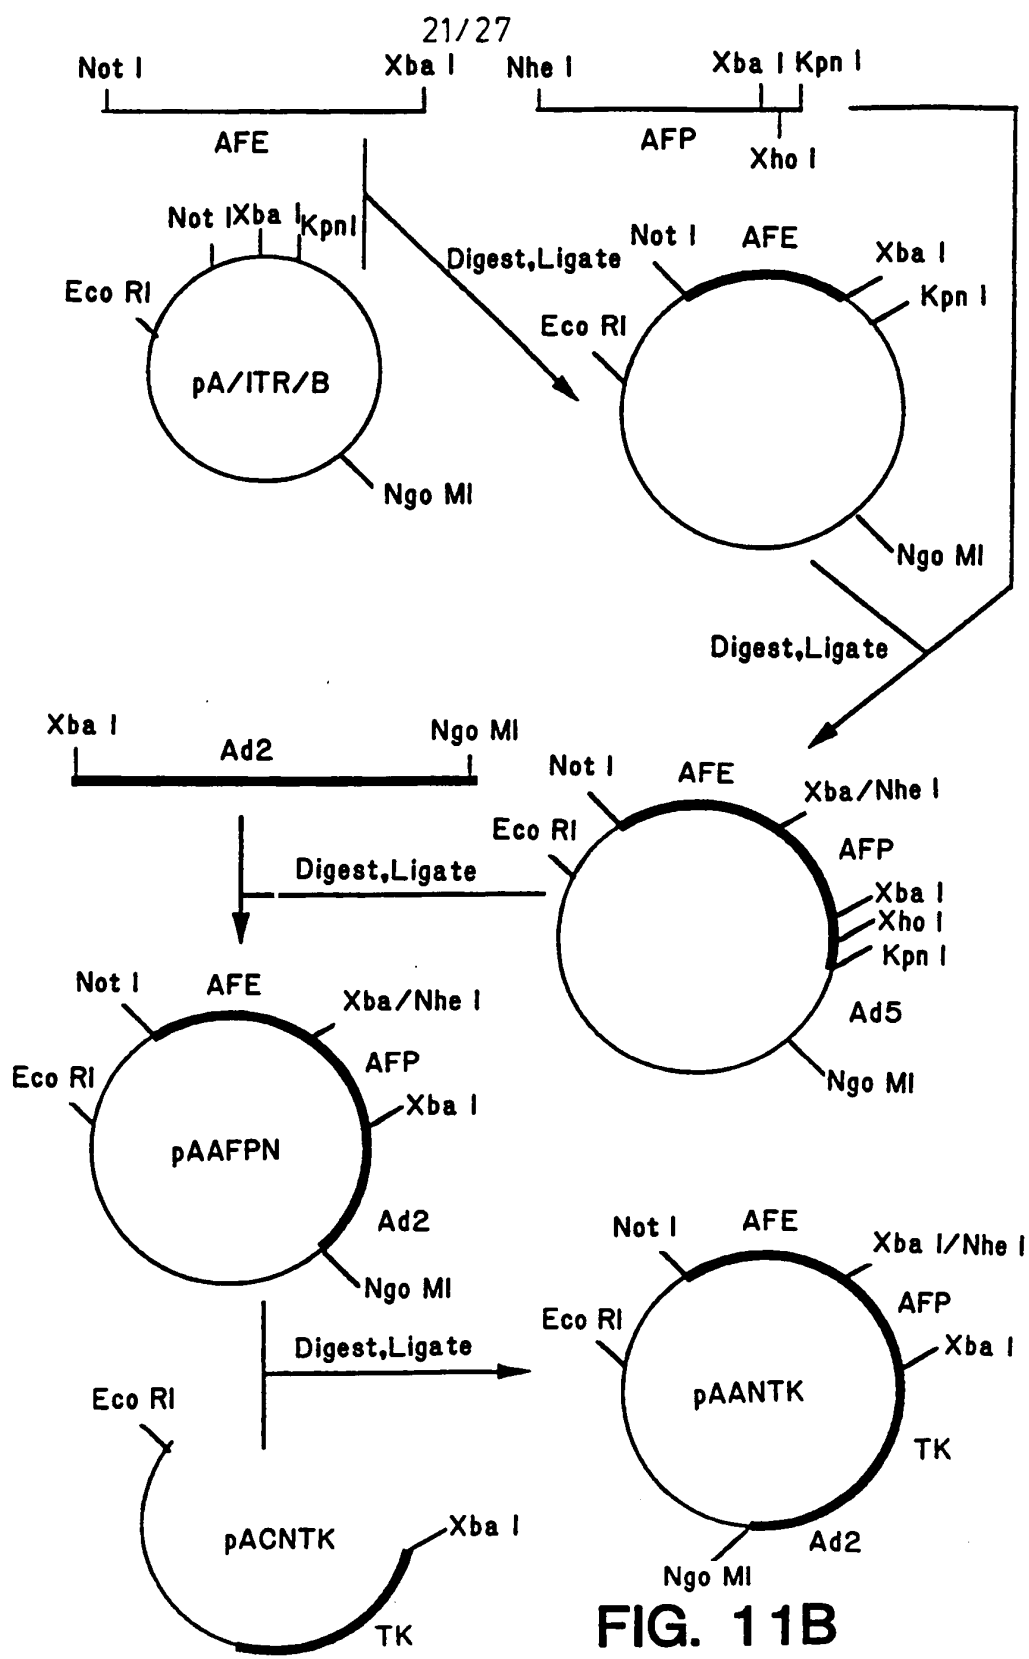 21/27
Not I
Xba I
Nhe I
Xba I
Kpn I
AFE
AFP
Xho I
Not I
Xba I
Kpn I
Eco RI
pA/ITR/B
Ngo MI
Digest,Ligate
Not I
AFE
Xba I
Kpn I
Eco RI
Ngo MI
Digest,Ligate
Xba I
Ad2
Ngo MI
Digest,Ligate
Not I
AFE
Xba/Nhe I
Eco RI
AFP
Xba I
Xho I
Kpn I
Ad5
Ngo MI
Not I
AFE
Xba/Nhe I
Eco RI
AFP
Xba I
pAAFPN
Ad2
Ngo MI
Digest,Ligate
Eco RI
pACNTK
Xba I
TK
Not I
AFE
Xba I/Nhe I
Eco RI
AFP
Xba I
pAANTK
TK
Ad2
Ngo MI
FIG. 11B